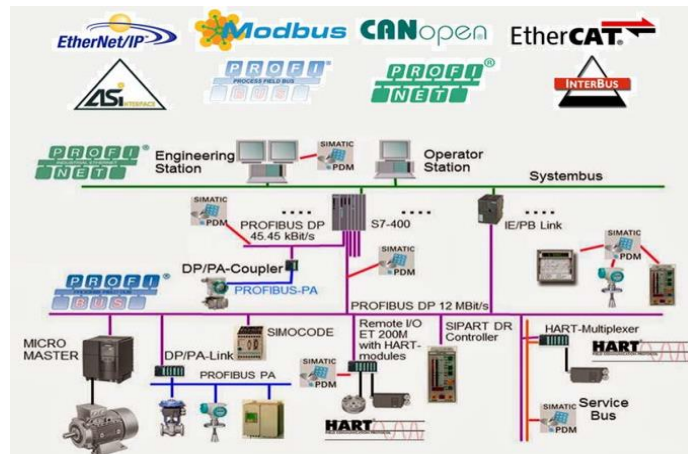 EtherNet/IP
Modbus
CANopen
EtherCAT
ASi INTERFACE
PROFI PROCESS FIELD BUS BUS
PROFI NET
INTERBUS
PROFI INDUSTRIAL ETHERNET NET
Engineering
Station
SIMATIC
PDM
Operator
Station
Systembus
SIMATIC
PDM
PROFIBUS DP
45.45 kBit/s
S7-400
IE/PB Link
DP/PA-Coupler
PROFIBUS-PA
SIMATIC
PDM
SIMATIC
PDM
PROFI BUS
PROFIBUS DP 12 MBit/s
MICRO
MASTER
DP/PA-Link
SIMOCODE
Remote I/O
ET 200M
with HART-
modules
SIPART DR
Controller
HART-Multiplexer
PROFIBUS PA
SIMATIC
PDM
HART
HART
Service
Bus
SIMATIC
PDM